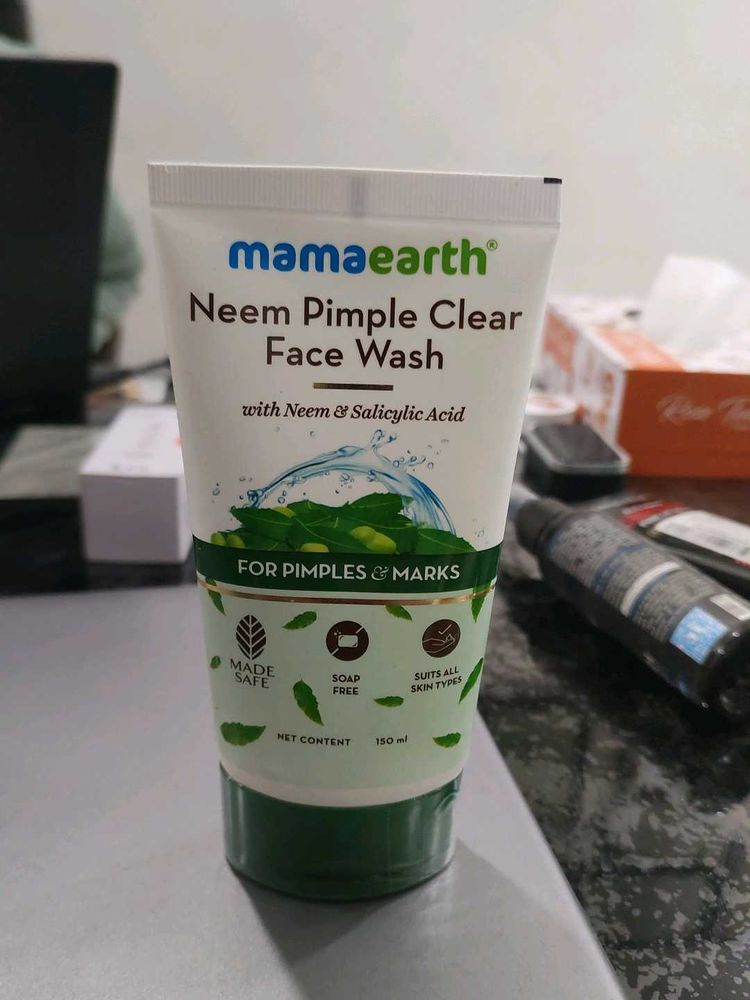 mamaearth®
Neem Pimple Clear
Face Wash
with Neem & Salicylic Acid
FOR PIMPLES & MARKS
MADE
SAFE
SOAP
FREE
SUITS ALL
SKIN TYPES
NET CONTENT 150 ml